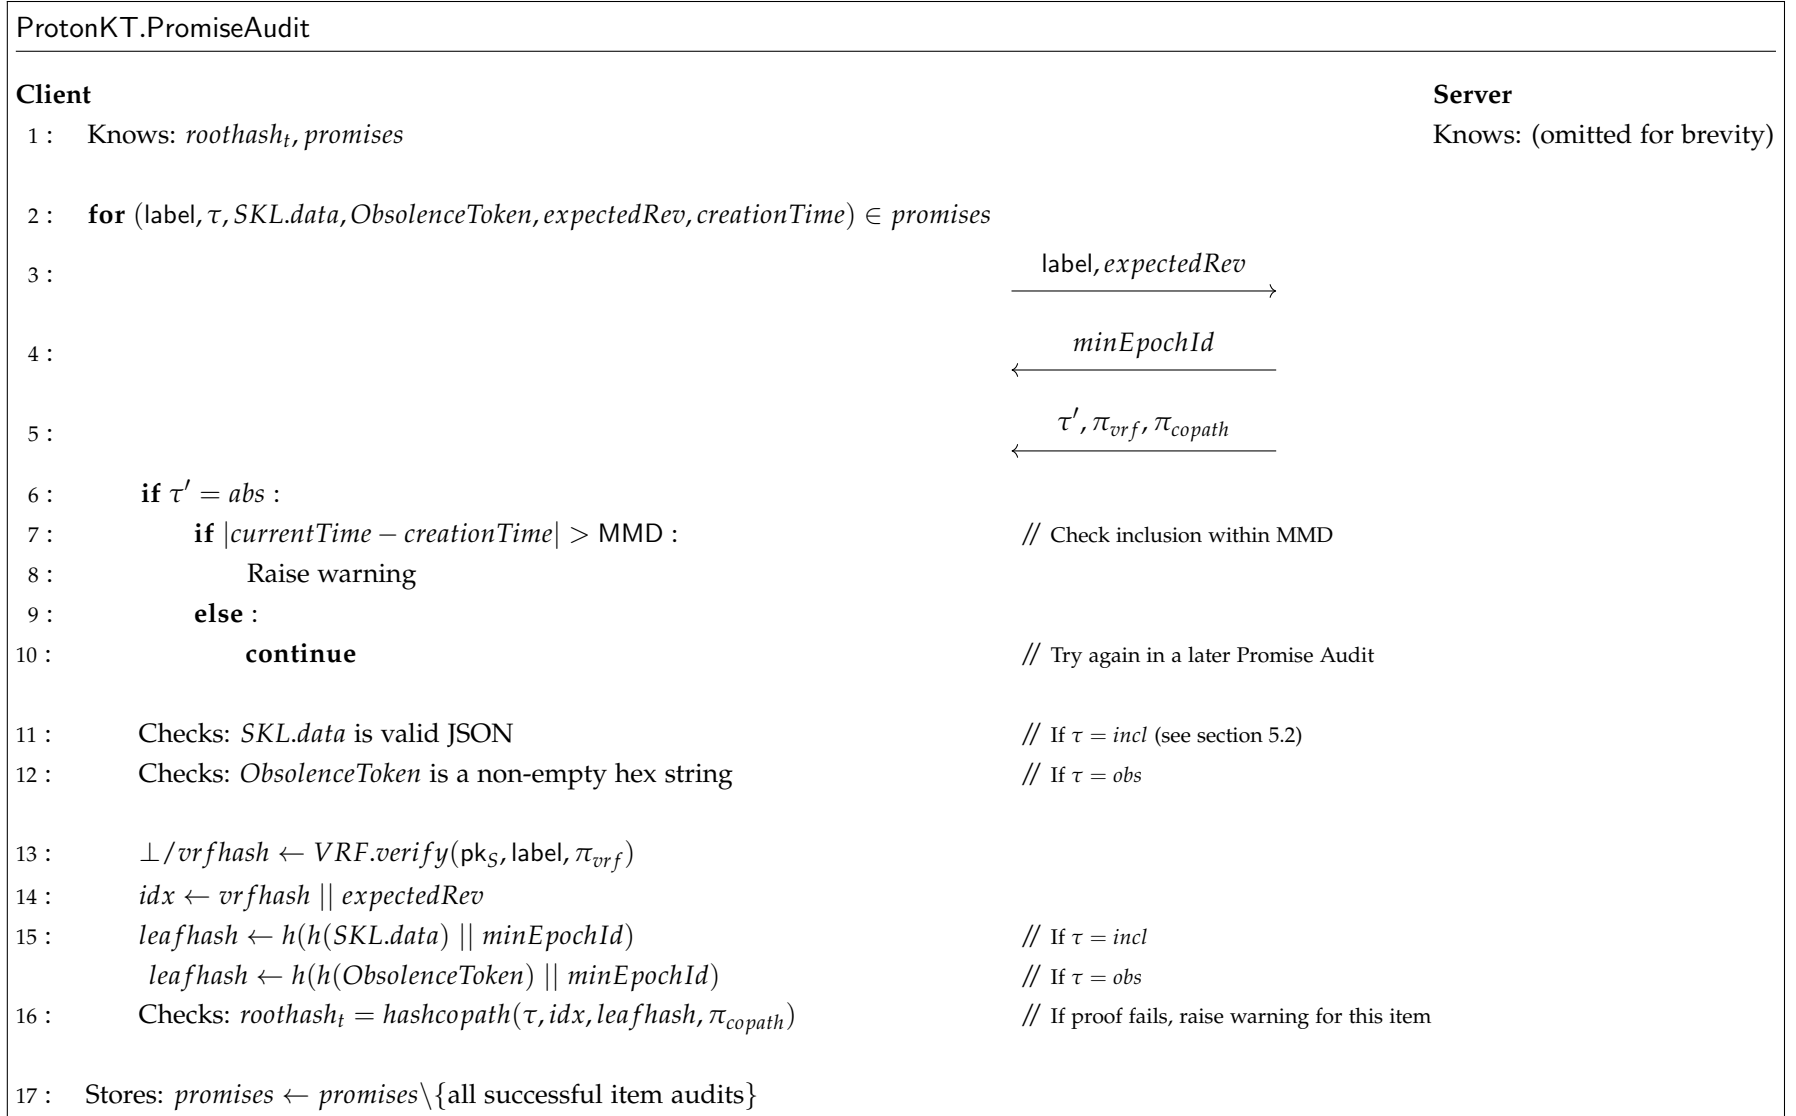 ProtonKT.PromiseAudit
Client Server
1 : Knows: roothash_t, promises Knows: (omitted for brevity)
2 : for (label, τ, SKL.data, ObsolenceToken, expectedRev, creationTime) ∈ promises
3 : label, expectedRev
4 : minEpochId
5 : τ′, π_vrf, π_copath
6 : if τ′ = abs :
7 : if |currentTime − creationTime| > MMD : // Check inclusion within MMD
8 : Raise warning
9 : else :
10 : continue // Try again in a later Promise Audit
11 : Checks: SKL.data is valid JSON // If τ = incl (see section 5.2)
12 : Checks: ObsolenceToken is a non-empty hex string // If τ = obs
13 : ⊥/vrfhash ← VRF.verify(pk_S, label, π_vrf)
14 : idx ← vrfhash || expectedRev
15 : leafhash ← h(h(SKL.data) || minEpochId) // If τ = incl
leafhash ← h(h(ObsolenceToken) || minEpochId) // If τ = obs
16 : Checks: roothash_t = hashcopath(τ, idx, leafhash, π_copath) // If proof fails, raise warning for this item
17 : Stores: promises ← promises\{all successful item audits}